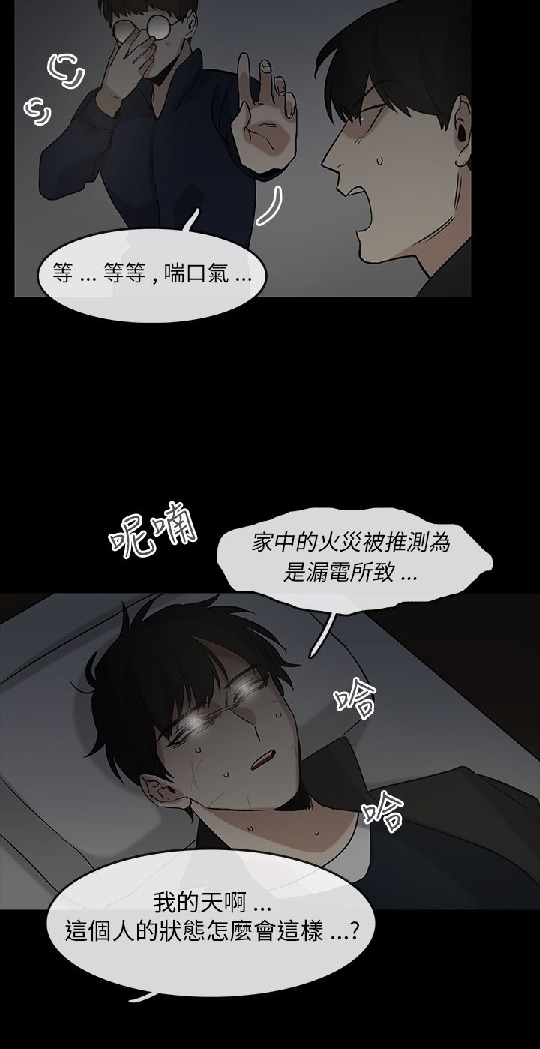 等 ... 等等 , 喘口氣 ...
呢喃
家中的火災被推測為
是漏電所致 ...
哈
哈
我的天啊 ...
這個人的狀態怎麼會這樣 ...?